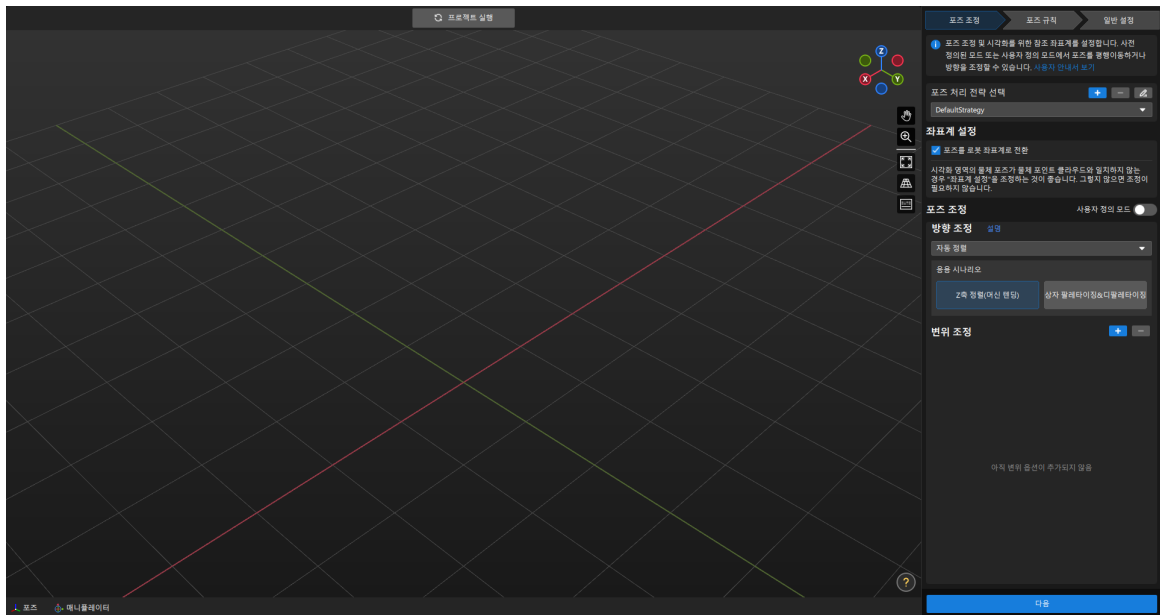 프로젝트 실행
포즈 조정
포즈 규칙
일반 설정
포즈 조정 및 시각화를 위한 참조 좌표계를 설정합니다. 사전
정의된 모드 또는 사용자 정의 모드에서 포즈를 평행이동하거나
방향을 조정할 수 있습니다. 사용자 안내서 보기
Z
X
Y
포즈 처리 전략 선택
DefaultStrategy
좌표계 설정
포즈를 로봇 좌표계로 전환
시각화 영역의 물체 포즈가 물체 포인트 클라우드와 일치하지 않는
경우 "좌표계 설정"을 조정하는 것이 좋습니다. 그렇지 않으면 조정이
필요하지 않습니다.
포즈 조정
사용자 정의 모드
방향 조정 설명
자동 정렬
응용 시나리오
Z축 정렬(머신 텐딩)
상자 팔레타이징&디팔레타이징
변위 조정
아직 변위 옵션이 추가되지 않음
?
포즈
매니퓰레이터
다음